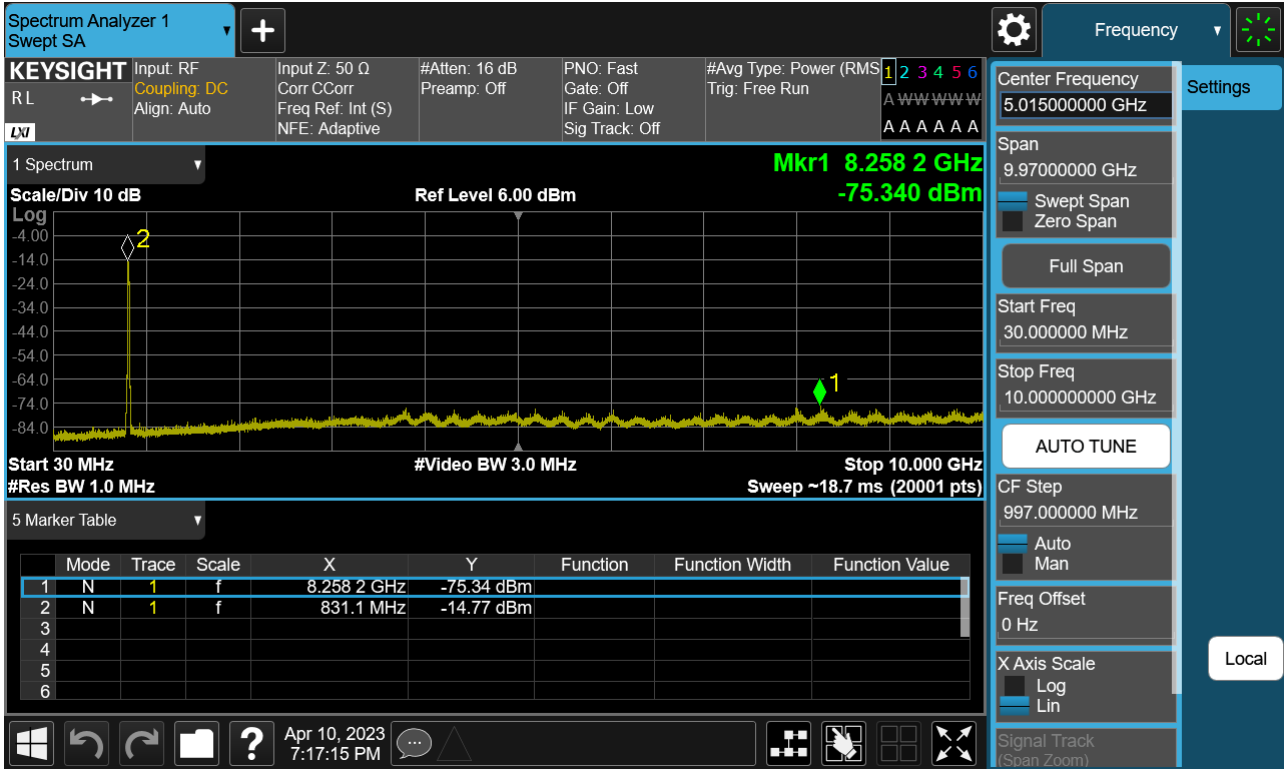 Spectrum Analyzer 1
Swept SA
+
Frequency
KEYSIGHT
R L
LXI
Input: RF
Coupling: DC
Align: Auto
Input Z: 50 Ω
Corr CCorr
Freq Ref: Int (S)
NFE: Adaptive
#Atten: 16 dB
Preamp: Off
PNO: Fast
Gate: Off
IF Gain: Low
Sig Track: Off
#Avg Type: Power (RMS
Trig: Free Run
1 2 3 4 5 6
A W W W W W
A A A A A A
1 Spectrum
Mkr1 8.258 2 GHz
Scale/Div 10 dB
Ref Level 6.00 dBm
-75.340 dBm
Log
-4.00
-14.0
-24.0
-34.0
-44.0
-54.0
-64.0
-74.0
-84.0
2
1
Start 30 MHz
#Video BW 3.0 MHz
Stop 10.000 GHz
#Res BW 1.0 MHz
Sweep ~18.7 ms (20001 pts)
5 Marker Table
Mode Trace Scale X Y Function Function Width Function Value
1 N 1 f 8.258 2 GHz -75.34 dBm
2 N 1 f 831.1 MHz -14.77 dBm
3
4
5
6
?
Apr 10, 2023
7:17:15 PM
Center Frequency
5.015000000 GHz
Span
9.97000000 GHz
Swept Span
Zero Span
Full Span
Start Freq
30.000000 MHz
Stop Freq
10.000000000 GHz
AUTO TUNE
CF Step
997.000000 MHz
Auto
Man
Freq Offset
0 Hz
X Axis Scale
Log
Lin
Signal Track
(Span Zoom)
Settings
Local